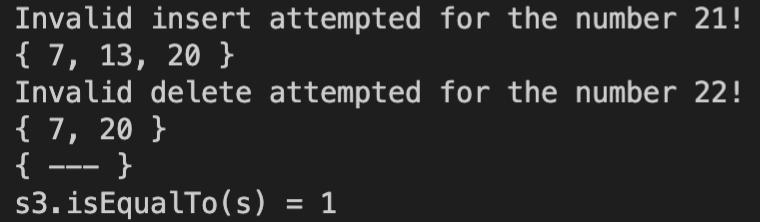 Invalid insert attempted for the number 21!
{ 7, 13, 20 }
Invalid delete attempted for the number 22!
{ 7, 20 }
{ --- }
s3.isEqualTo(s) = 1